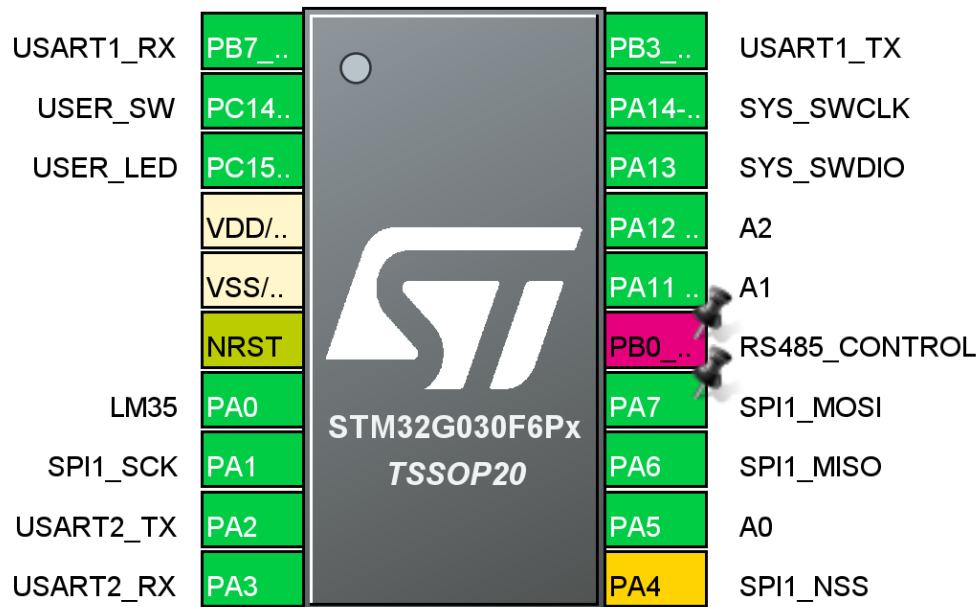 USART1_RX PB7_.. PB3_.. USART1_TX
USER_SW PC14.. PA14-.. SYS_SWCLK
USER_LED PC15.. PA13 SYS_SWDIO
VDD/.. PA12 .. A2
VSS/.. PA11 .. A1
NRST PB0_.. RS485_CONTROL
LM35 PA0 PA7 SPI1_MOSI
STM32G030F6Px
SPI1_SCK PA1 PA6 SPI1_MISO
TSSOP20
USART2_TX PA2 PA5 A0
USART2_RX PA3 PA4 SPI1_NSS